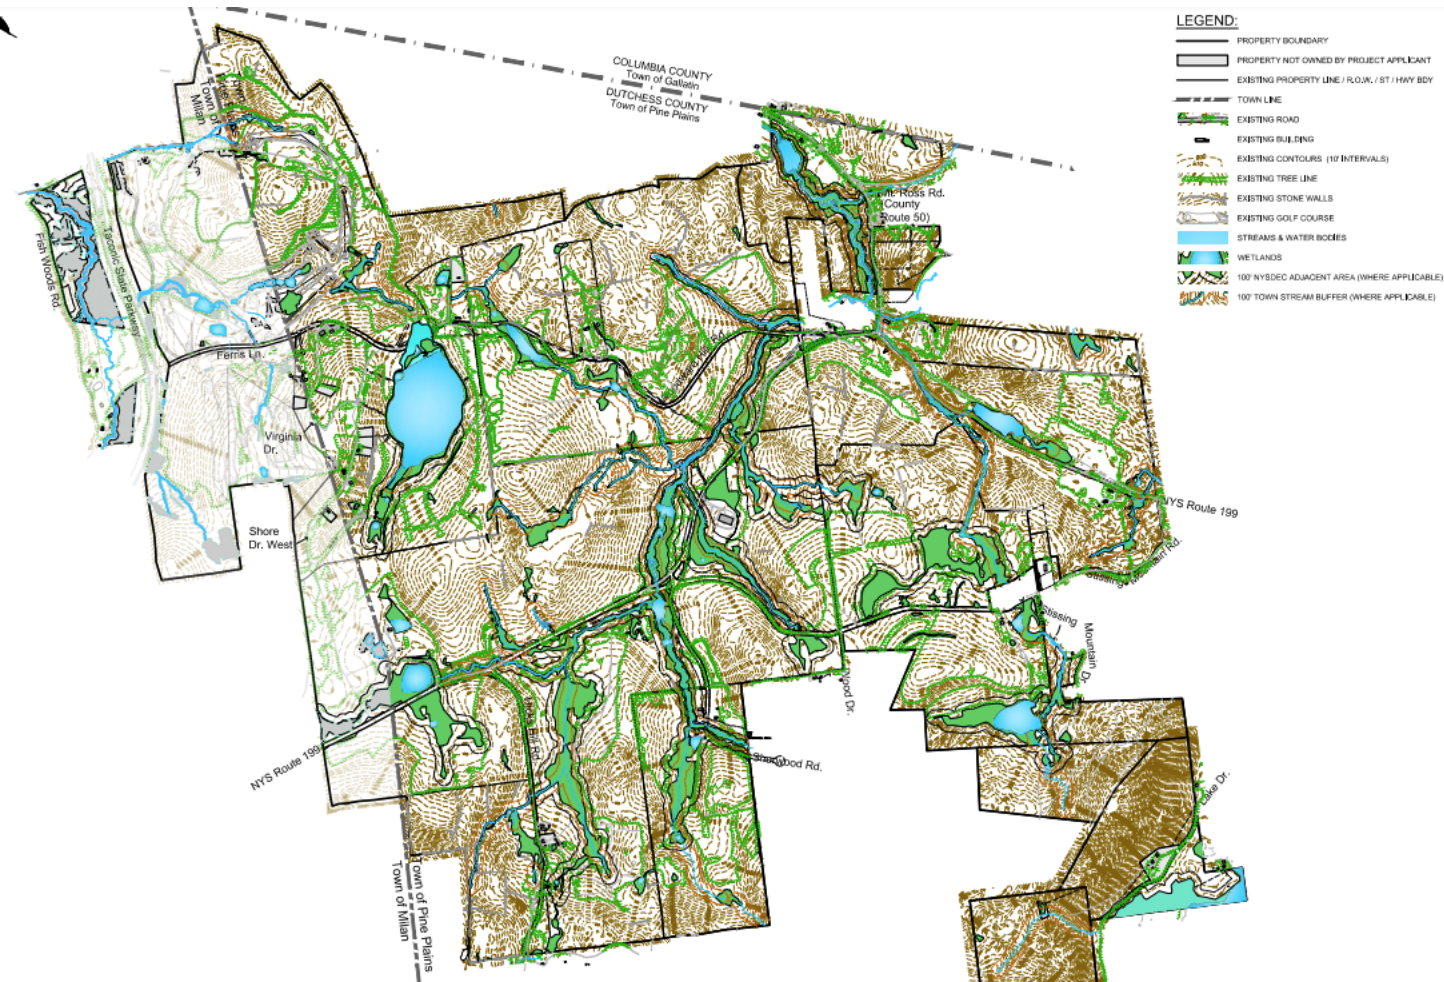 LEGEND:
PROPERTY BOUNDARY
PROPERTY NOT OWNED BY PROJECT APPLICANT
EXISTING PROPERTY LINE / R.O.W. / ST / HWY BDY
TOWN LINE
EXISTING ROAD
EXISTING BUILDING
EXISTING CONTOURS (10' INTERVALS)
EXISTING TREE LINE
EXISTING STONE WALLS
EXISTING GOLF COURSE
STREAMS & WATER BODIES
WETLANDS
100' NYSDEC ADJACENT AREA (WHERE APPLICABLE)
100' TOWN STREAM BUFFER (WHERE APPLICABLE)
COLUMBIA COUNTY
Town of Gallatin
DUTCHESS COUNTY
Town of Pine Plains
Town of
Milan
Mt. Ross Rd.
(County
Route 50)
Fish Woods Rd.
Taconic State Parkway
Ferris Ln.
Virginia
Dr.
Shore
Dr. West
NYS Route 199
Stissing
Mountain Dr.
Sherwood Rd.
NYS Route 199
Lake Dr.
Town of Pine Plains
Town of Milan